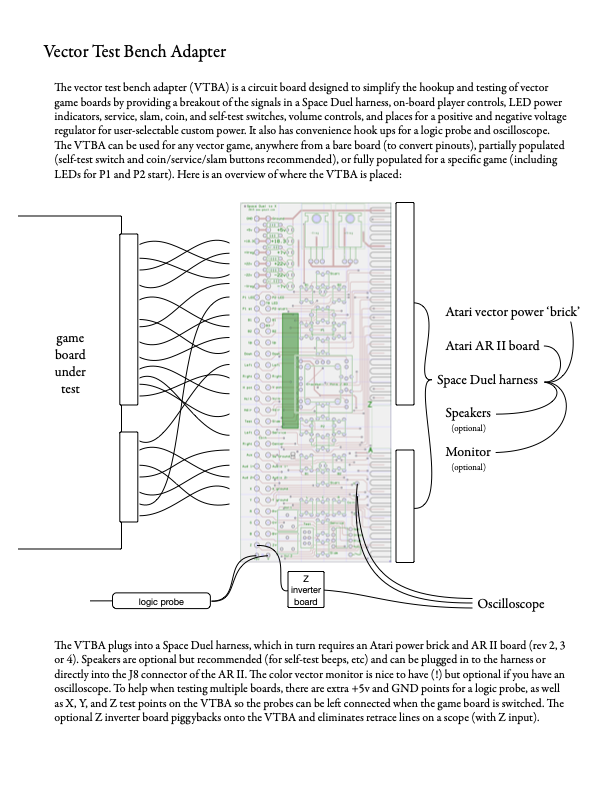 Vector Test Bench Adapter
The vector test bench adapter (VTBA) is a circuit board designed to simplify the hookup and testing of vector
game boards by providing a breakout of the signals in a Space Duel harness, on-board player controls, LED power
indicators, service, slam, coin, and self-test switches, volume controls, and places for a positive and negative voltage
regulator for user-selectable custom power. It also has convenience hook ups for a logic probe and oscilloscope.
The VTBA can be used for any vector game, anywhere from a bare board (to convert pinouts), partially populated
(self-test switch and coin/service/slam buttons recommended), or fully populated for a specific game (including
LEDs for P1 and P2 start). Here is an overview of where the VTBA is placed:
game
board
under
test
Atari vector power ‘brick’
Atari AR II board
Space Duel harness
Speakers
(optional)
Monitor
(optional)
Z
inverter
board
logic probe
Oscilloscope
The VTBA plugs into a Space Duel harness, which in turn requires an Atari power brick and AR II board (rev 2, 3
or 4). Speakers are optional but recommended (for self-test beeps, etc) and can be plugged in to the harness or
directly into the J8 connector of the AR II. The color vector monitor is nice to have (!) but optional if you have an
oscilloscope. To help when testing multiple boards, there are extra +5v and GND points for a logic probe, as well
as X, Y, and Z test points on the VTBA so the probes can be left connected when the game board is switched. The
optional Z inverter board piggybacks onto the VTBA and eliminates retrace lines on a scope (with Z input).